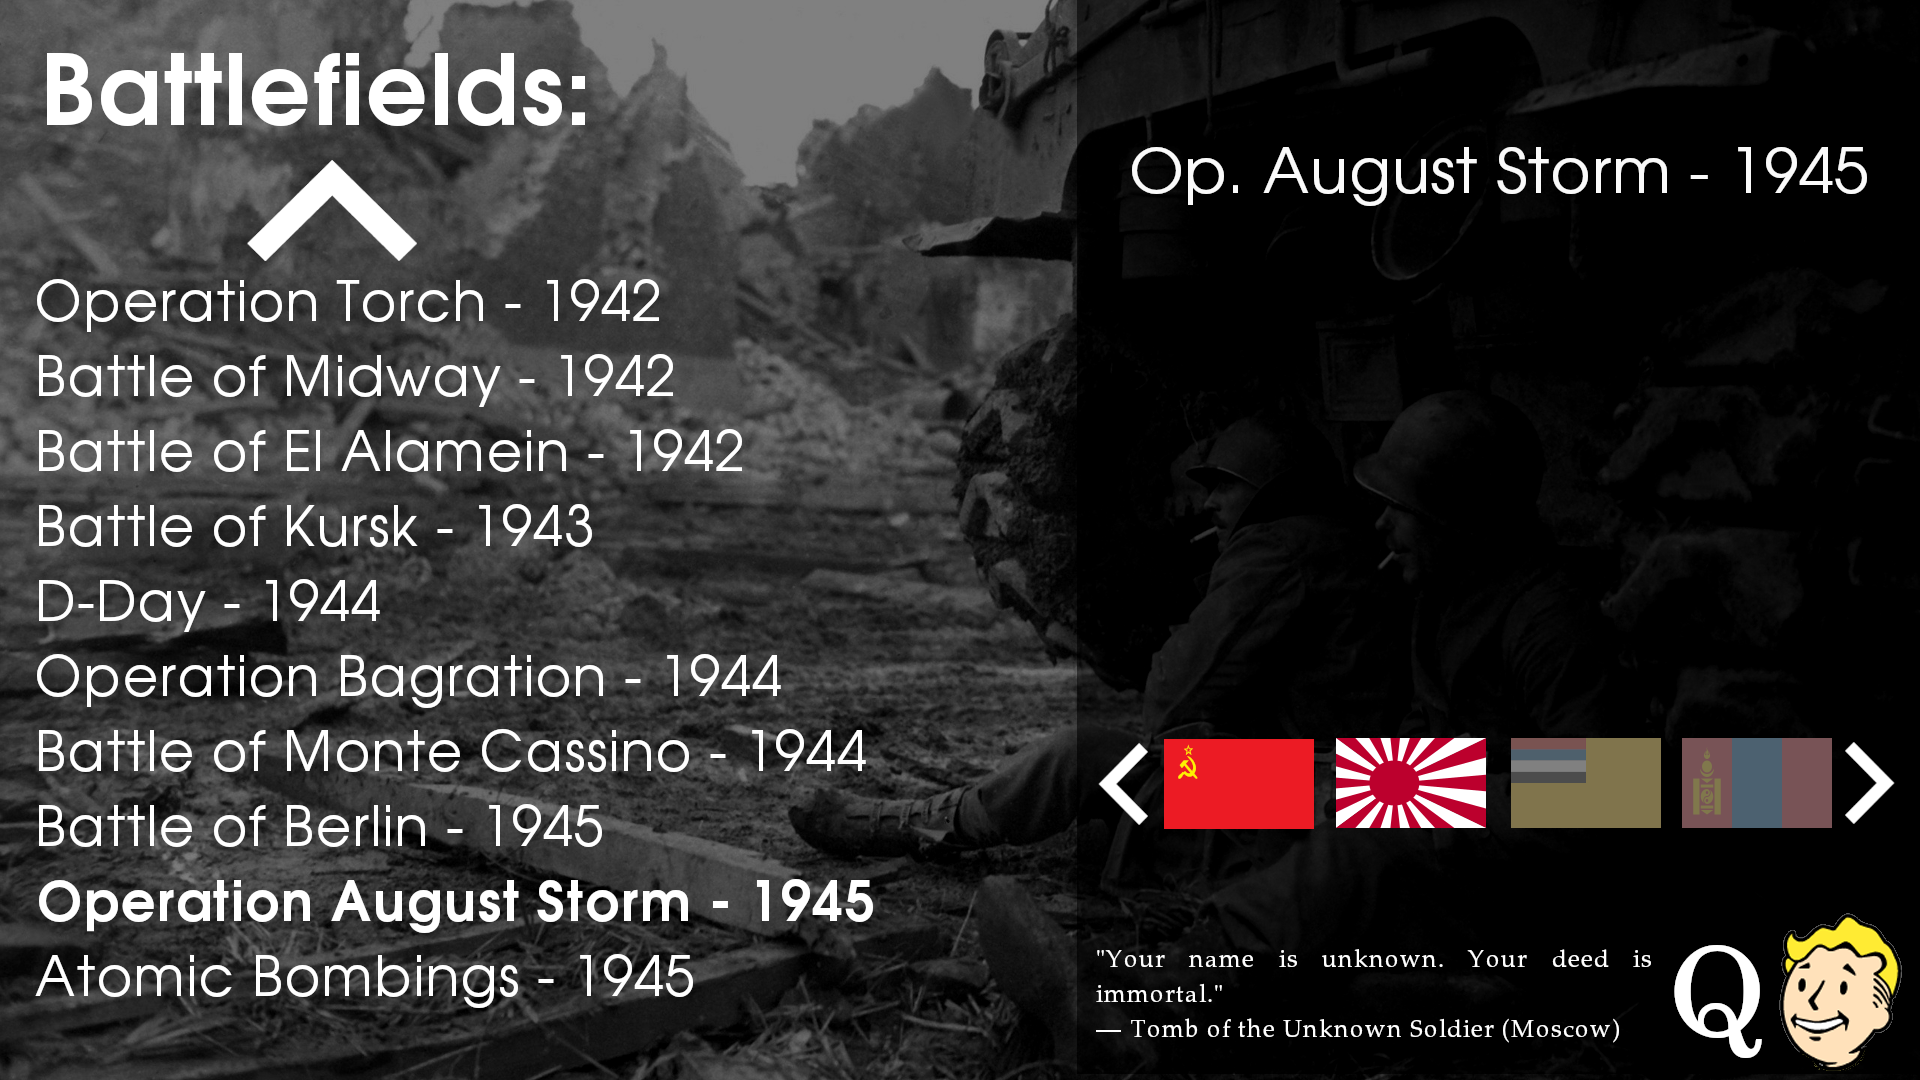 Battlefields:
Operation Torch - 1942
Battle of Midway - 1942
Battle of El Alamein - 1942
Battle of Kursk - 1943
D-Day - 1944
Operation Bagration - 1944
Battle of Monte Cassino - 1944
Battle of Berlin - 1945
Operation August Storm - 1945
Atomic Bombings - 1945
Op. August Storm - 1945
"Your name is unknown. Your deed is
immortal."
— Tomb of the Unknown Soldier (Moscow)
Q